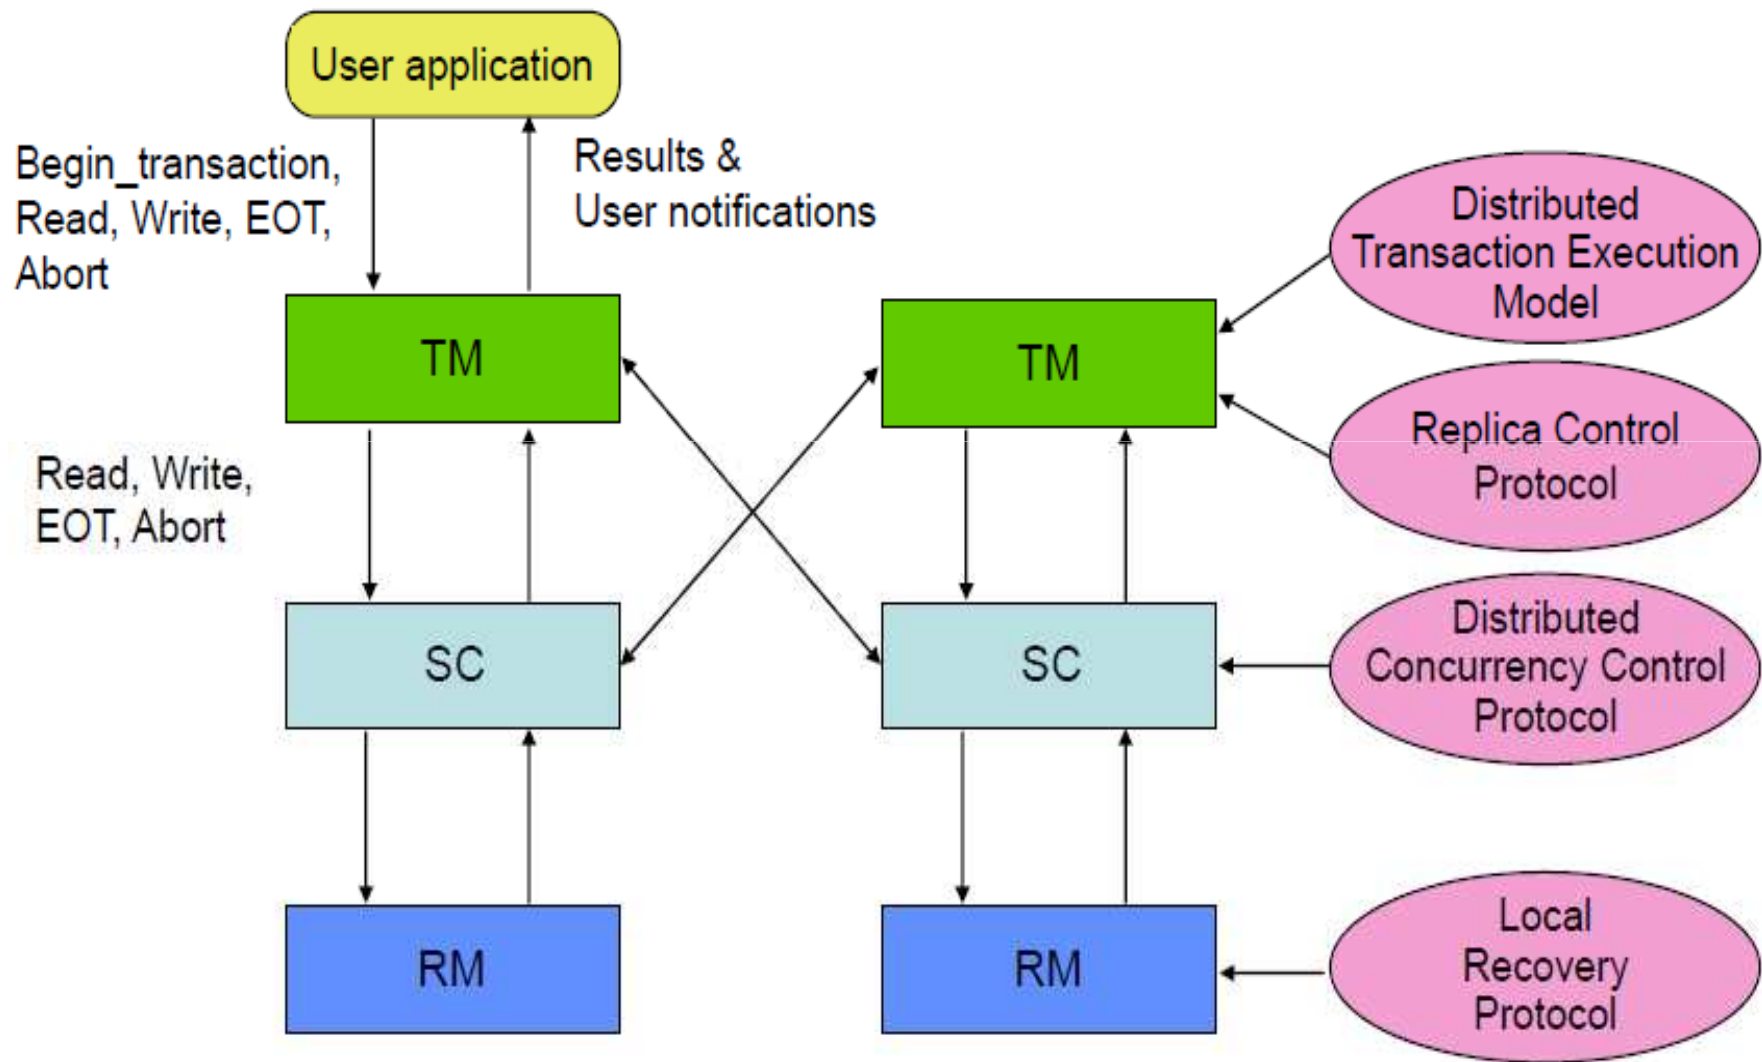 User application
Begin_transaction,
Read, Write, EOT,
Abort
Results &
User notifications
Distributed
Transaction Execution
Model
TM
TM
Replica Control
Protocol
Read, Write,
EOT, Abort
SC
SC
Distributed
Concurrency Control
Protocol
RM
RM
Local
Recovery
Protocol